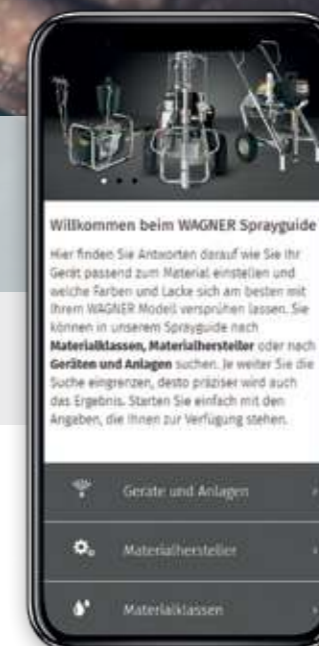 Willkommen beim WAGNER Sprayguide
Hier finden Sie Antworten darauf wie Sie Ihr
Gerät passend zum Material einstellen und
welche Farben und Lacke sich am besten mit
Ihrem WAGNER Modell versprühen lassen. Sie
können in unserem Sprayguide nach
Materialklassen, Materialhersteller oder nach
Geräten und Anlagen suchen. Je weiter Sie die
Suche eingrenzen, desto präziser wird auch
das Ergebnis. Starten Sie einfach mit den
Angaben, die Ihnen zur Verfügung stehen.
Geräte und Anlagen
Materialhersteller
Materialklassen